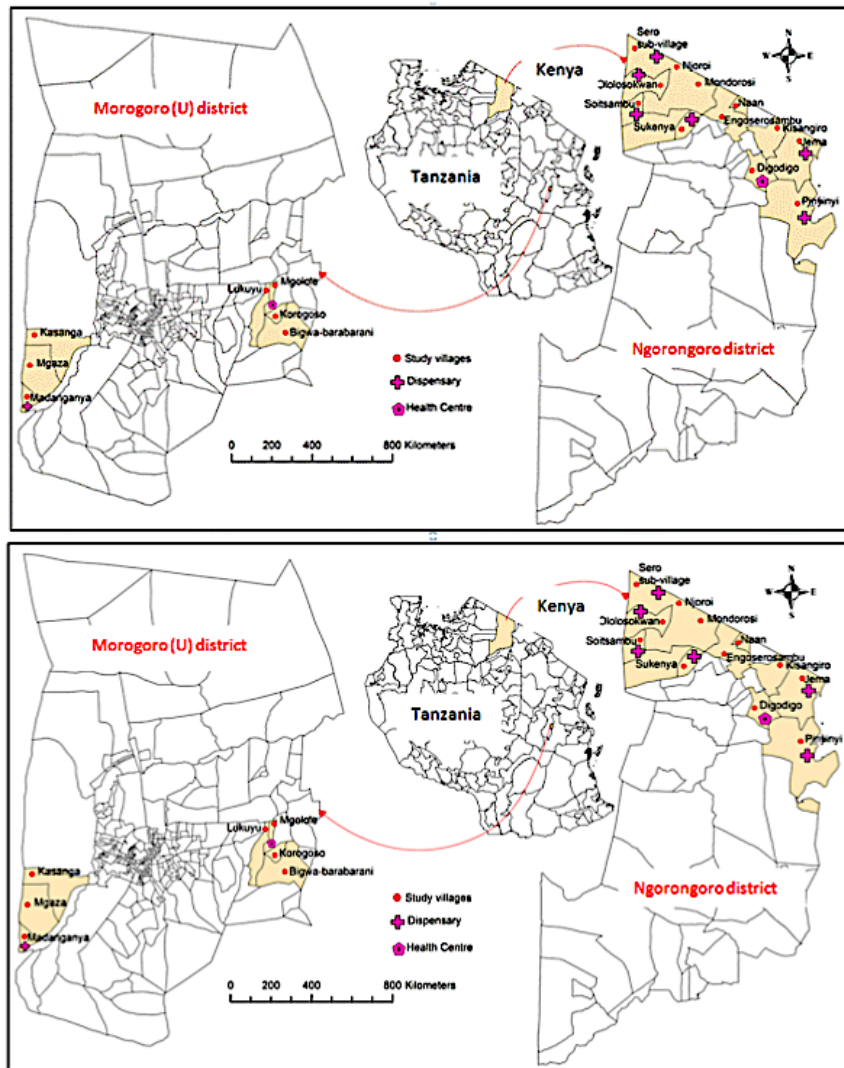 Sero
sub-village
Njoroi
Kenya
Mondorosi
Ololosokwan
Naan
Soitsambu
Engoserosambu
Sukenya
Kisangiro
Jema
Digodigo
Pinyinyi
N
W
E
S
Morogoro (U) district
Tanzania
Mgolole
Lukuyu
Korogoso
Bigwa-barabarani
Kasanga
Mgaza
Madanganya
Ngorongoro district
Study villages
Dispensary
Health Centre
0 200 400 800 Kilometers
Sero
sub-village
Njoroi
Kenya
Mondorosi
Ololosokwan
Naan
Soitsambu
Engoserosambu
Sukenya
Kisangiro
Jema
Digodigo
Pinyinyi
N
W
E
S
Morogoro (U) district
Tanzania
Mgolole
Lukuyu
Korogoso
Bigwa-barabarani
Kasanga
Mgaza
Madanganya
Ngorongoro district
Study villages
Dispensary
Health Centre
0 200 400 800 Kilometers